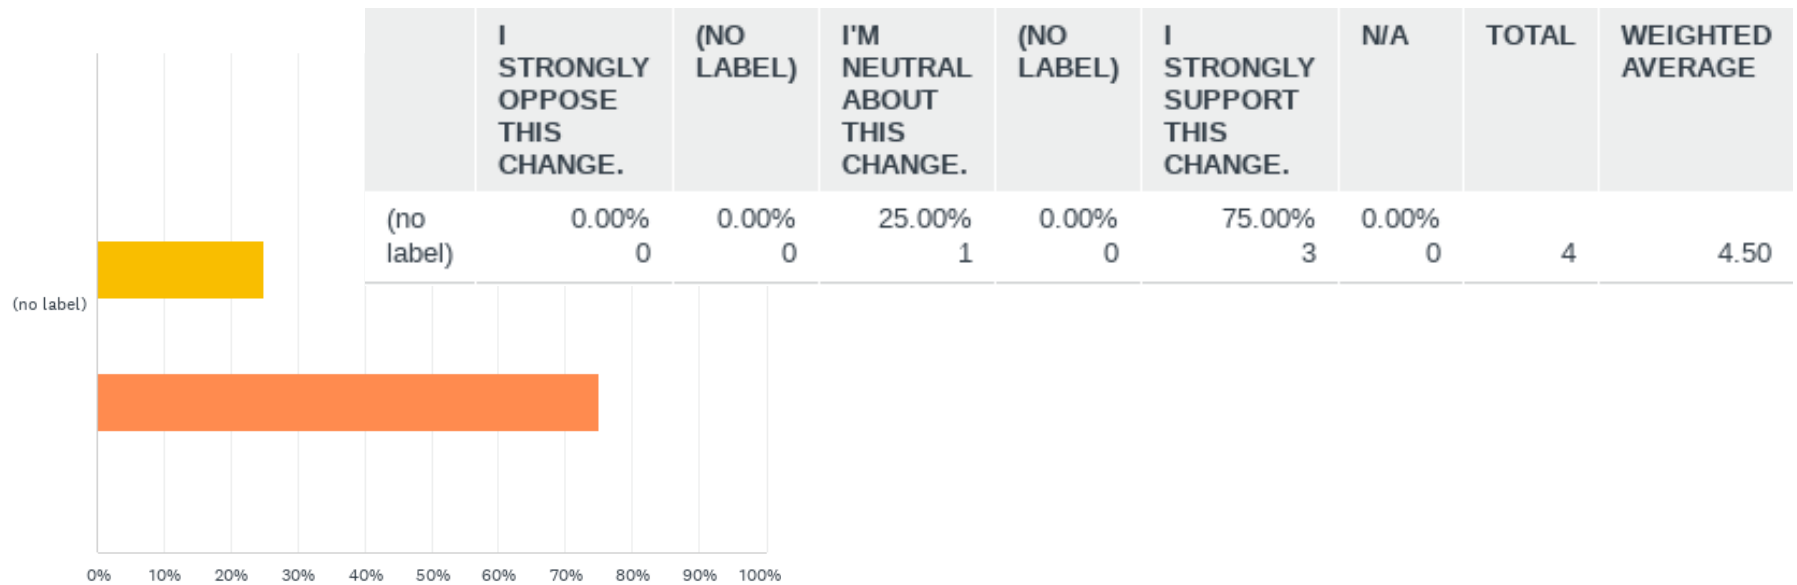 I STRONGLY OPPOSE THIS CHANGE.
(NO LABEL)
I'M NEUTRAL ABOUT THIS CHANGE.
(NO LABEL)
I STRONGLY SUPPORT THIS CHANGE.
N/A
TOTAL
WEIGHTED AVERAGE
(no label)
0.00% 0.00% 25.00% 0.00% 75.00% 0.00%
0 0 1 0 3 0 4 4.50
(no label)
0% 10% 20% 30% 40% 50% 60% 70% 80% 90% 100%